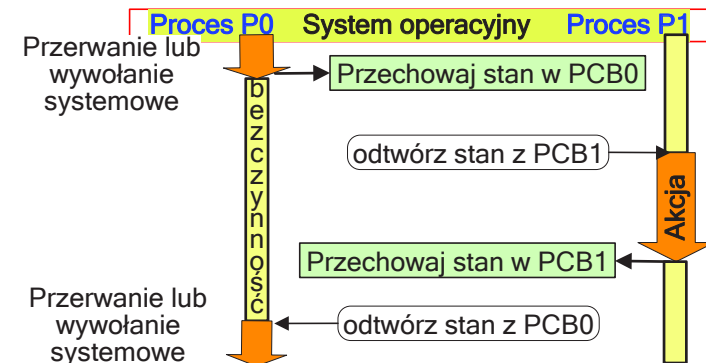 Proces P0 System operacyjny Proces P1
Przerwanie lub
wywołanie
systemowe
Przechowaj stan w PCB0
bezczynność
odtwórz stan z PCB1
Akcja
Przechowaj stan w PCB1
Przerwanie lub
wywołanie
systemowe
odtwórz stan z PCB0